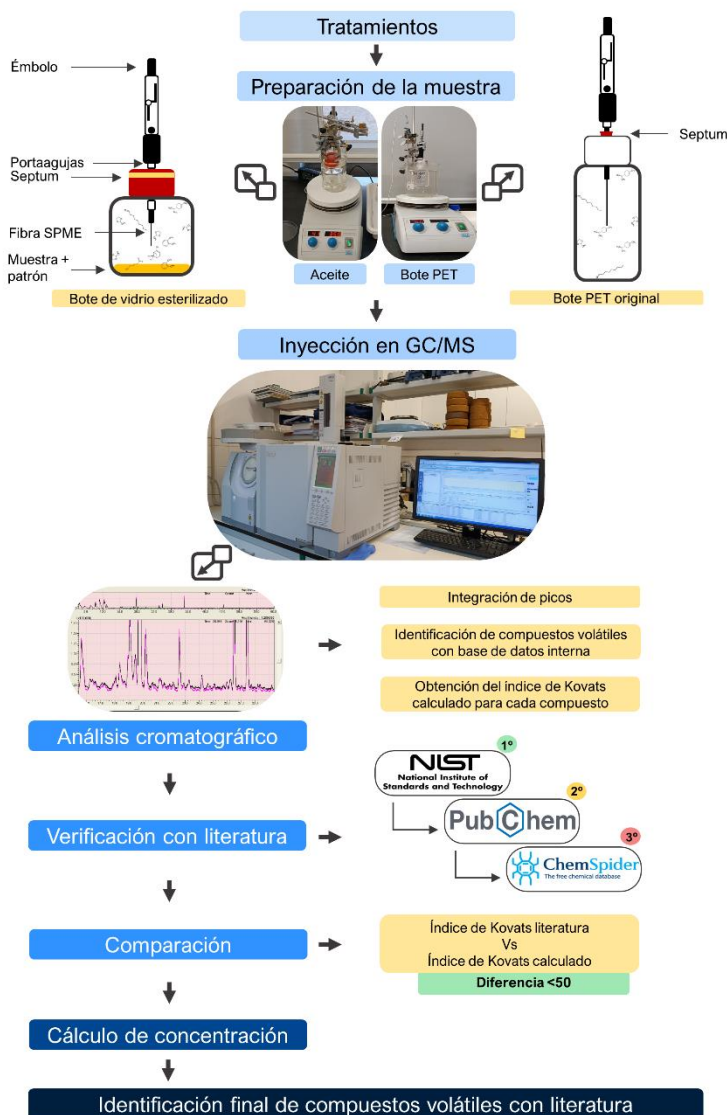 Tratamientos
Preparación de la muestra
Émbolo
Portaagujas
Septum
Fibra SPME
Muestra +
patrón
Bote de vidrio esterilizado
Aceite
Bote PET
Septum
Bote PET original
Inyección en GC/MS
Integración de picos
Identificación de compuestos volátiles
con base de datos interna
Obtención del índice de Kovats
calculado para cada compuesto
Análisis cromatográfico
1º
NIST
National Institute of
Standards and Technology
Verificación con literatura
2º
PubChem
3º
ChemSpider
The free chemical database
Comparación
Índice de Kovats literatura
Vs
Índice de Kovats calculado
Diferencia <50
Cálculo de concentración
Identificación final de compuestos volátiles con literatura